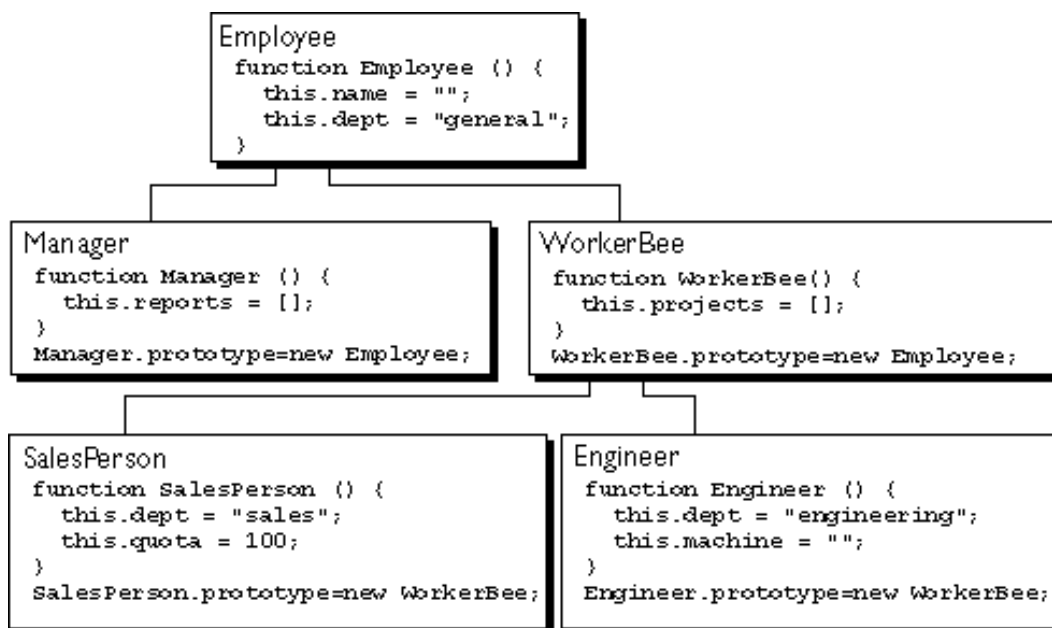 Employee
function Employee () {
this.name = "";
this.dept = "general";
}
Manager
function Manager () {
this.reports = [];
}
Manager.prototype=new Employee;
WorkerBee
function WorkerBee() {
this.projects = [];
}
WorkerBee.prototype=new Employee;
SalesPerson
function SalesPerson () {
this.dept = "sales";
this.quota = 100;
}
SalesPerson.prototype=new WorkerBee;
Engineer
function Engineer () {
this.dept = "engineering";
this.machine = "";
}
Engineer.prototype=new WorkerBee;